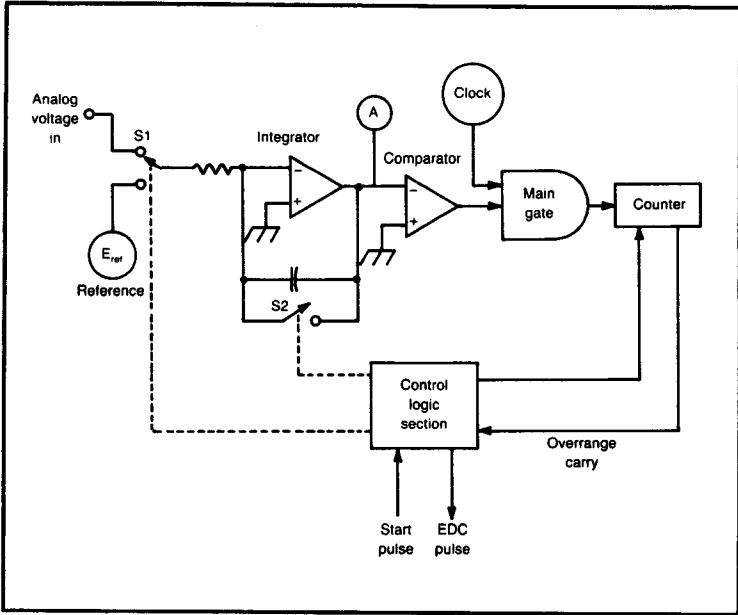 Analog
voltage
in
S1
Integrator
A
Clock
Comparator
−
+
−
+
Main
gate
Counter
E_ref
Reference
S2
Control
logic
section
Overrange
carry
Start
pulse
EDC
pulse